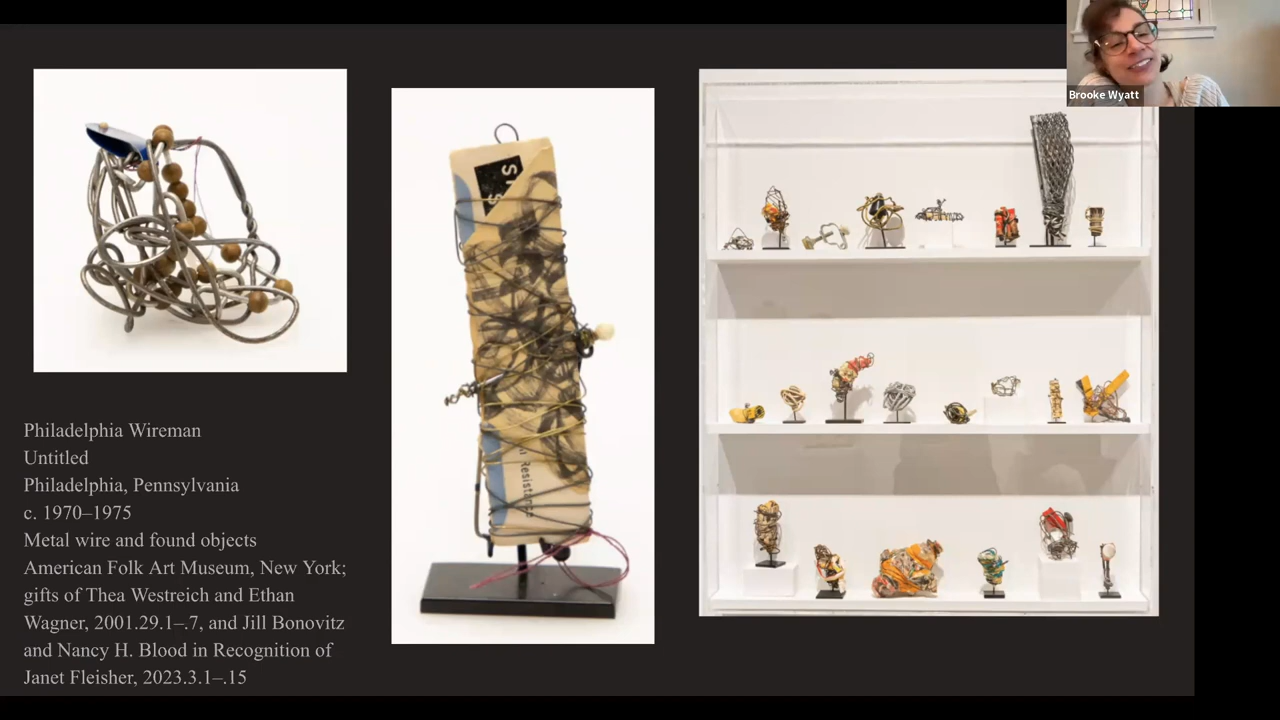 Brooke Wyatt
Philadelphia Wireman
Untitled
Philadelphia, Pennsylvania
c. 1970–1975
Metal wire and found objects
American Folk Art Museum, New York;
gifts of Thea Westreich and Ethan
Wagner, 2001.29.1–.7, and Jill Bonovitz
and Nancy H. Blood in Recognition of
Janet Fleisher, 2023.3.1–.15